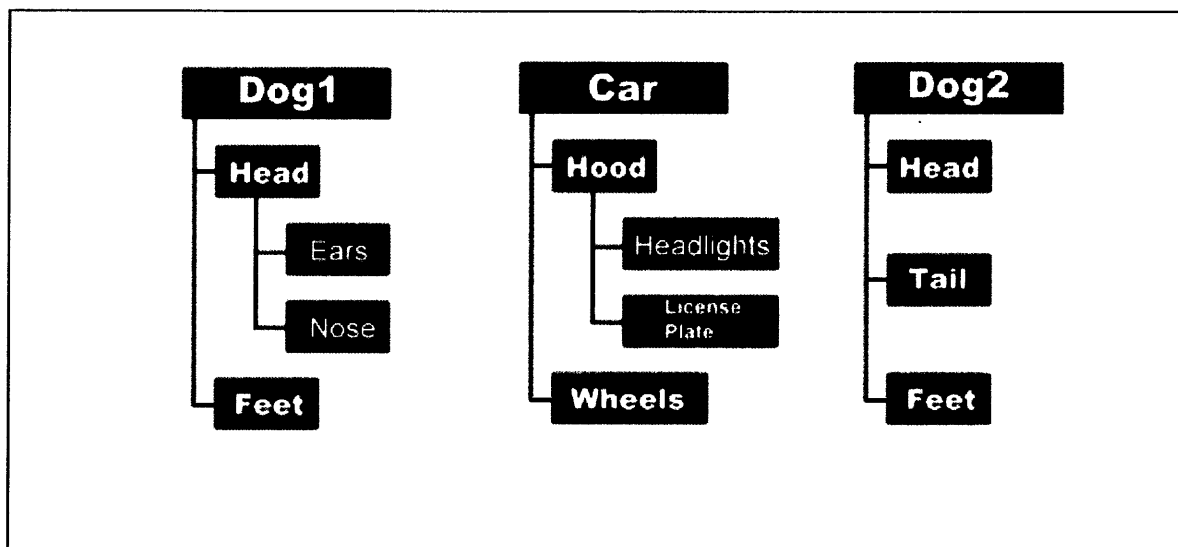 Dog1
Head
Ears
Nose
Feet
Car
Hood
Headlights
License
Plate
Wheels
Dog2
Head
Tail
Feet